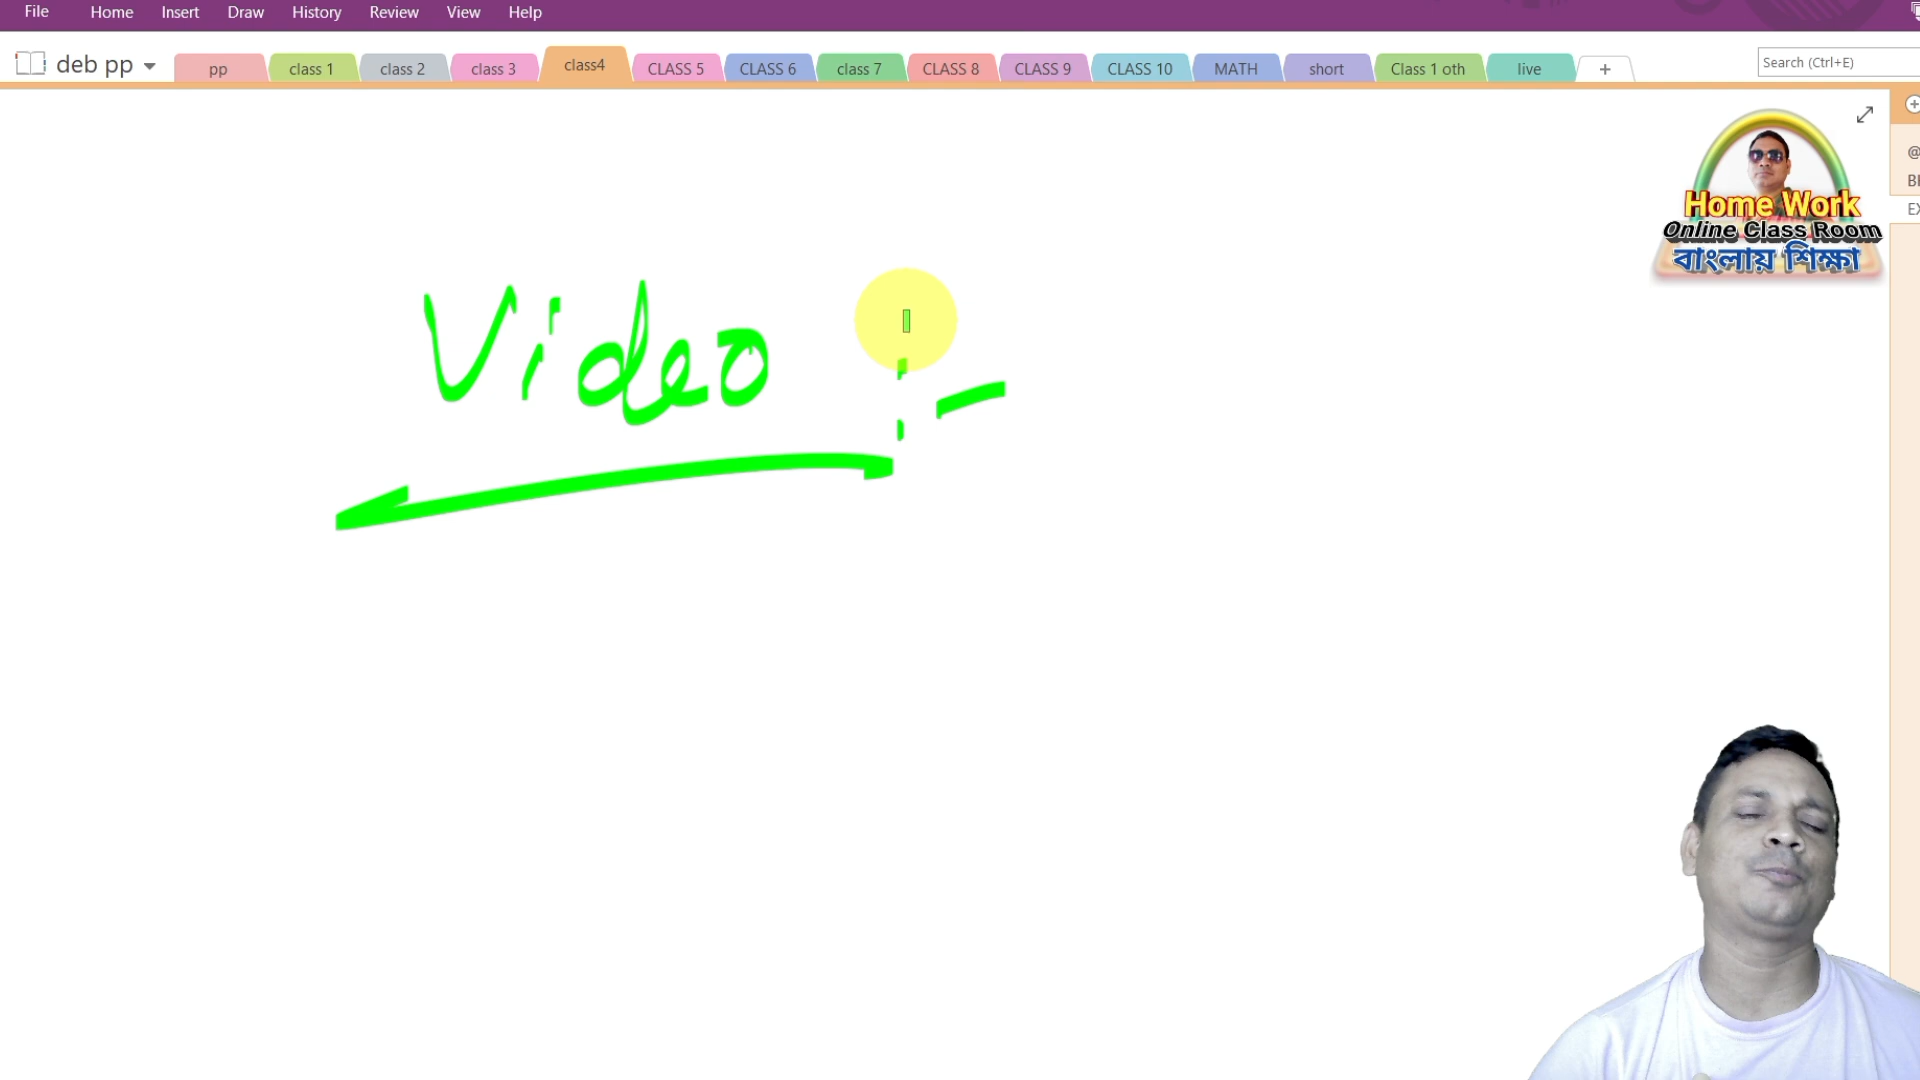 File Home Insert Draw History Review View Help
deb pp pp class 1 class 2 class 3 class4 CLASS 5 CLASS 6 class 7 CLASS 8 CLASS 9 CLASS 10 MATH short Class 1 oth live + Search (Ctrl+E)
Home Work
Online Class Room
বাংলায় শিক্ষা
Video :-